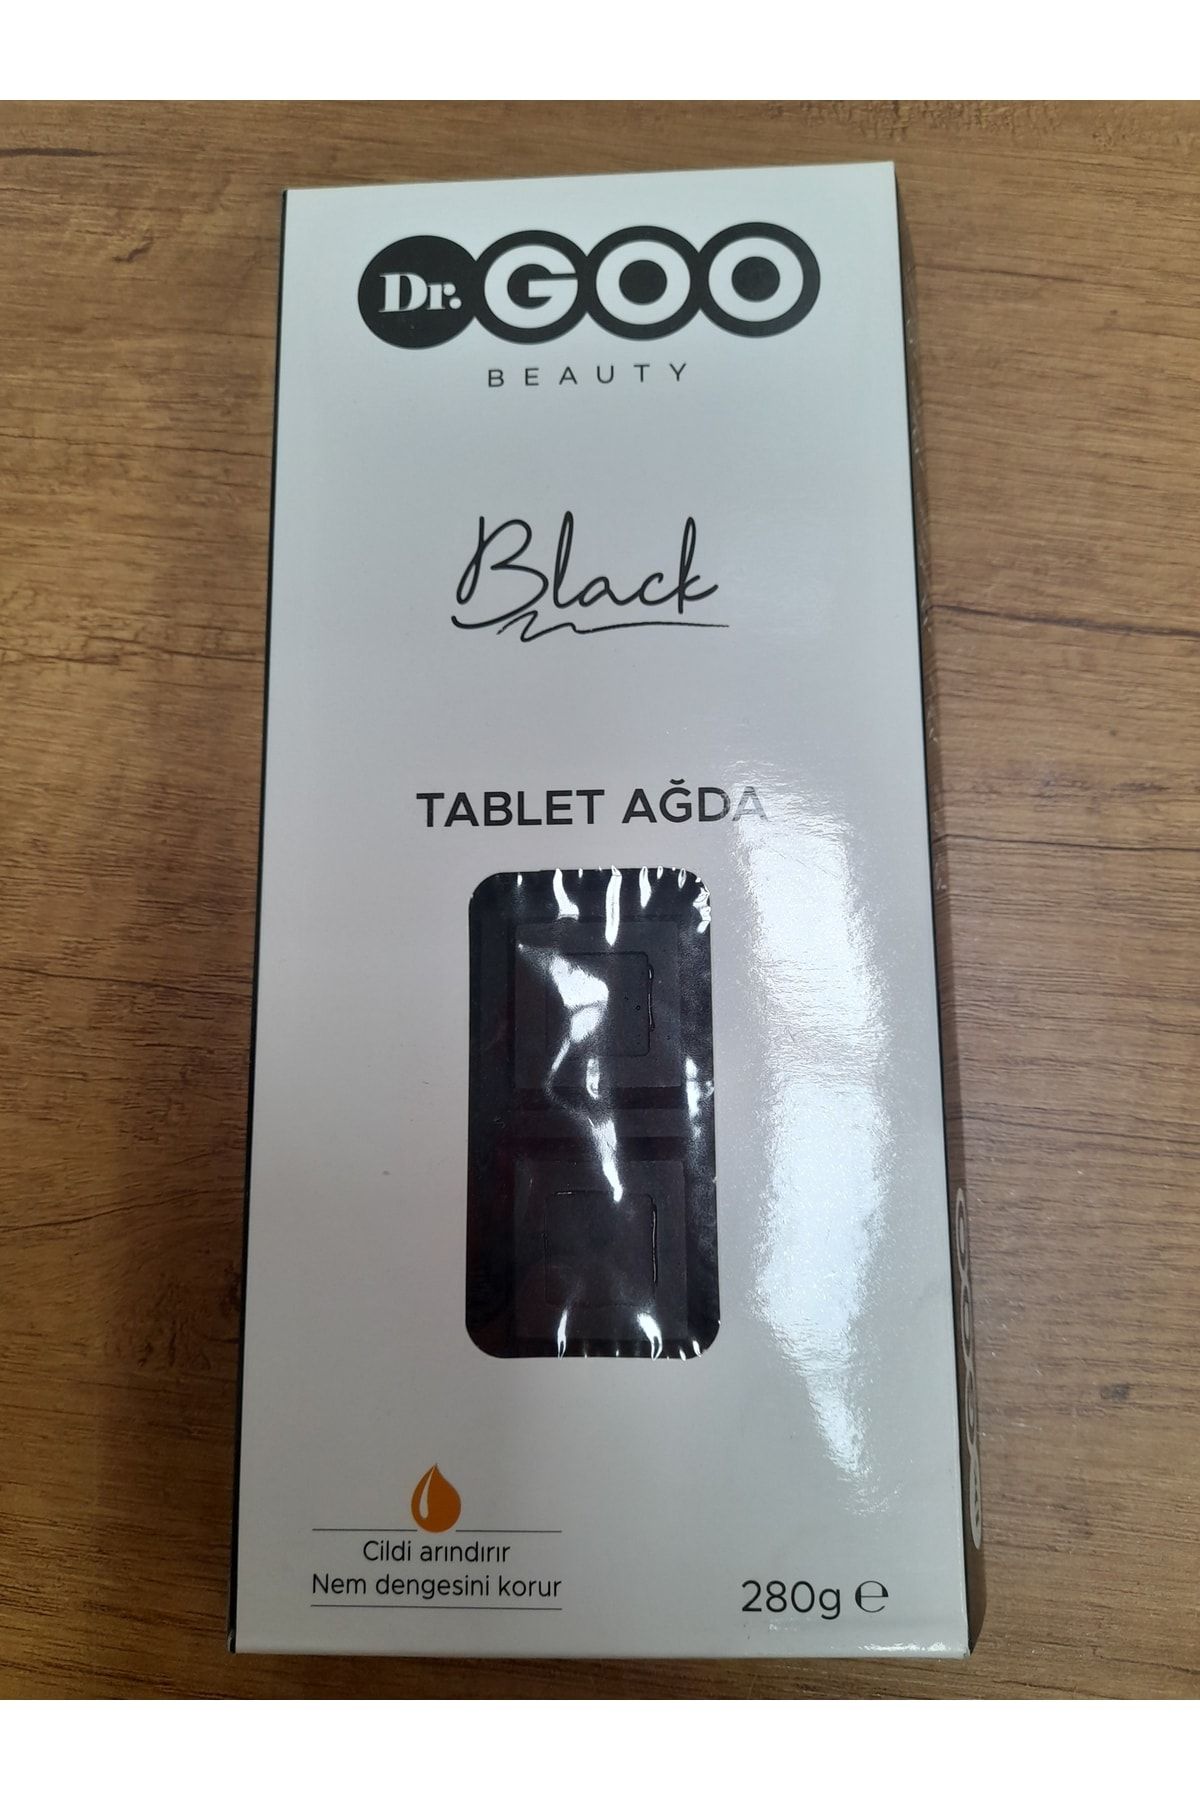 Dr. GOO
BEAUTY
Black
TABLET AĞDA
Cildi arındırır
Nem dengesini korur
280g ℮